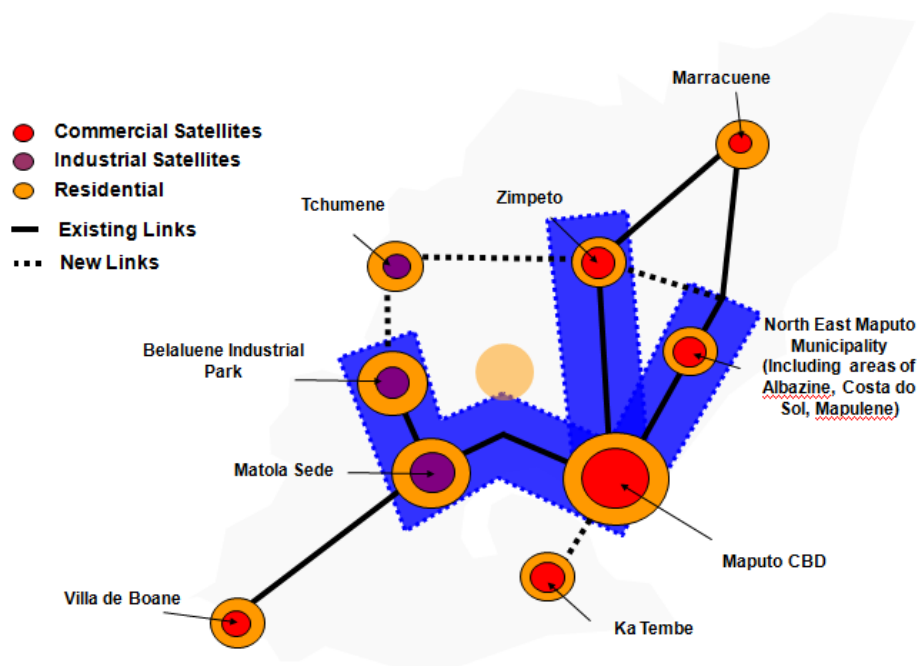 Marracuene
Commercial Satellites
Industrial Satellites
Residential
Existing Links
New Links
Tchumene
Zimpeto
North East Maputo
Municipality
(Including areas of
Albazine, Costa do
Sol, Mapulene)
Belaluene Industrial
Park
Matola Sede
Maputo CBD
Villa de Boane
Ka Tembe